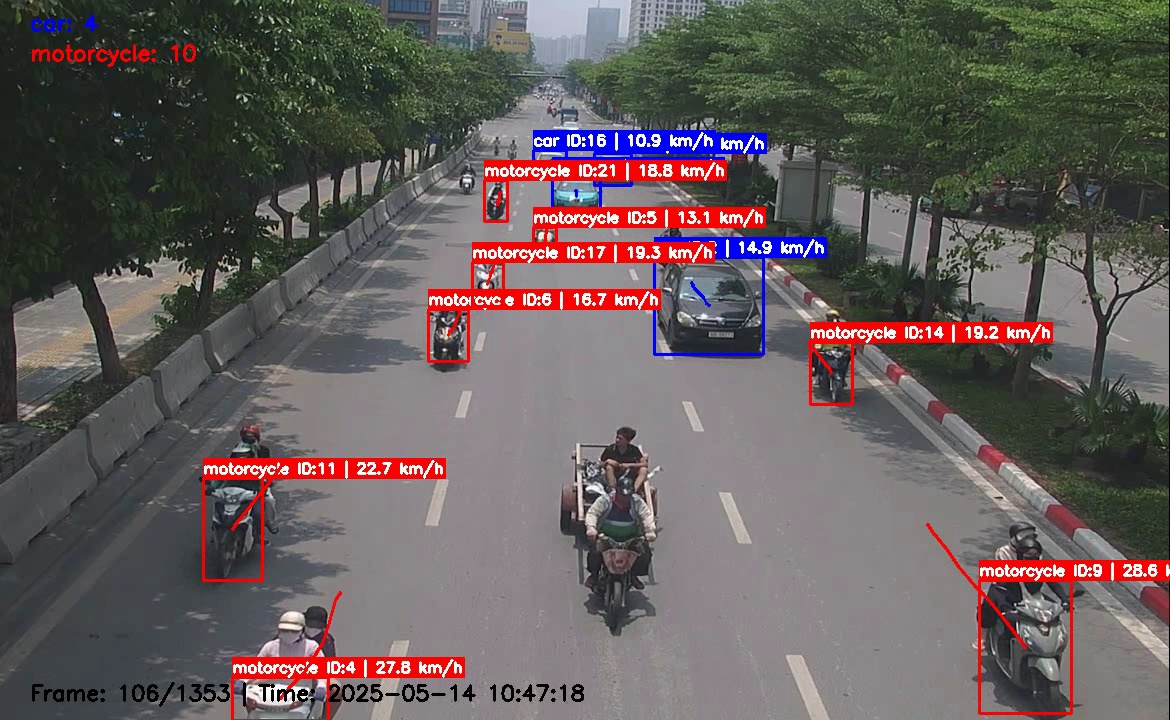 car: 4
motorcycle: 10
car ID:16 | 10.9 km/h
km/h
motorcycle ID:21 | 18.8 km/h
motorcycle ID:5 | 13.1 km/h
| 14.9 km/h
motorcycle ID:17 | 19.3 km/h
motorcycle ID:6 | 16.7 km/h
motorcycle ID:14 | 19.2 km/h
motorcycle ID:11 | 22.7 km/h
motorcycle ID:9 | 28.6
motorcycle ID:4 | 27.8 km/h
Frame: 106/1353 | Time: 2025-05-14 10:47:18